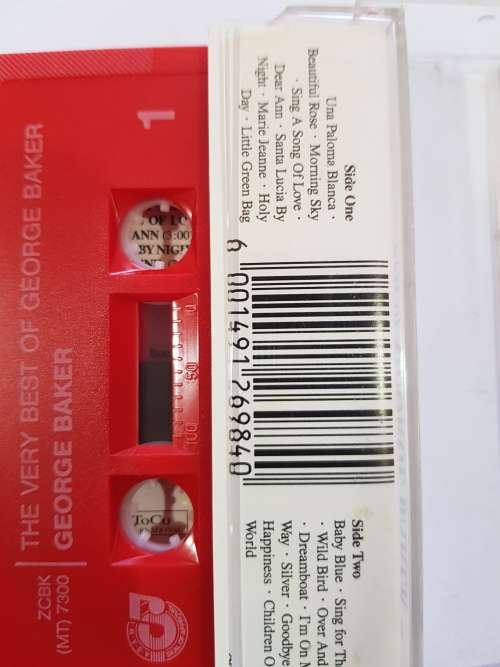 1
THE VERY BEST OF GEORGE BAKER
GEORGE BAKER
ZCBK
(MT) 7300
OF LO
ANN (3:00
BY NIGH
50
100
ToCo
Side One
Una Paloma Blanca ·
Beautiful Rose · Morning Sky
· Sing A Song Of Love ·
Dear Ann · Santa Lucia By
Night · Marie Jeanne · Holy
Day · Little Green Bag
6 001491 269840
Side Two
Baby Blue · Sing for Th
· Wild Bird · Over And
· Dreamboat · I'm On M
Way · Silver · Goodbye
Happiness · Children O
World